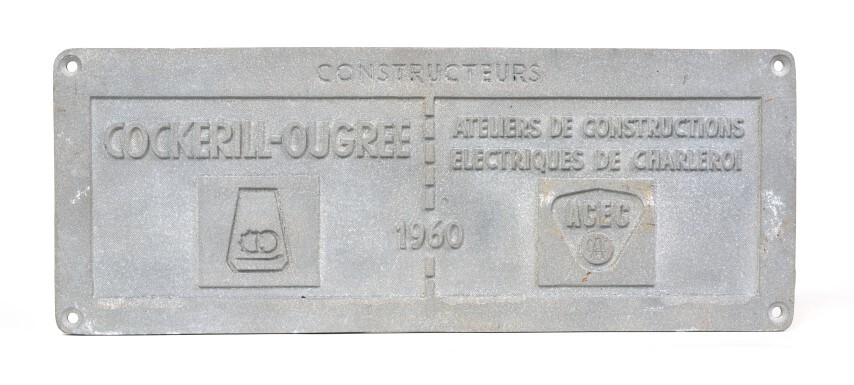 CONSTRUCTEURS
COCKERILL-OUGREE
ATELIERS DE CONSTRUCTIONS
ELECTRIQUES DE CHARLEROI
1960
ACEC
A